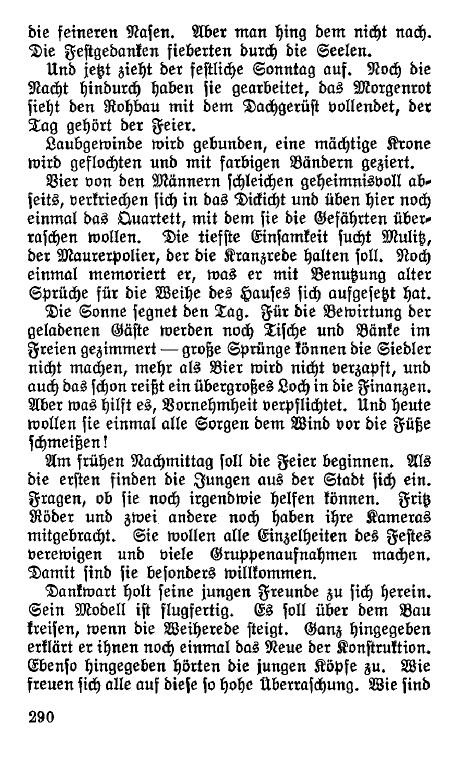 die feineren Nasen. Aber man hing dem nicht nach.
Die Festgedanken fieberten durch die Seelen.
Und jetzt zieht der festliche Sonntag auf. Noch die
Nacht hindurch haben sie gearbeitet, das Morgenrot
sieht den Rohbau mit dem Dachgerüst vollendet, der
Tag gehört der Feier.
Laubgewinde wird gebunden, eine mächtige Krone
wird geflochten und mit farbigen Bändern geziert.
Vier von den Männern schleichen geheimnisvoll ab-
seits, verkriechen sich in das Dickicht und üben hier noch
einmal das Quartett, mit dem sie die Gefährten über-
raschen wollen. Die tiefste Einsamkeit sucht Mulitz,
der Maurerpolier, der die Kranzrede halten soll. Noch
einmal memoriert er, was er mit Benutzung alter
Sprüche für die Weihe des Hauses sich aufgesetzt hat.
Die Sonne segnet den Tag. Für die Bewirtung der
geladenen Gäste werden noch Tische und Bänke im
Freien gezimmert — große Sprünge können die Siedler
nicht machen, mehr als Bier wird nicht verzapft, und
auch das schon reißt ein übergroßes Loch in die Finanzen.
Aber was hilft es, Vornehmheit verpflichtet. Und heute
wollen sie einmal alle Sorgen dem Wind vor die Füße
schmeißen!
Am frühen Nachmittag soll die Feier beginnen. Als
die ersten finden die Jungen aus der Stadt sich ein.
Fragen, ob sie noch irgendwie helfen können. Fritz
Röder und zwei andere noch haben ihre Kameras
mitgebracht. Sie wollen alle Einzelheiten des Festes
verewigen und viele Gruppenaufnahmen machen.
Damit sind sie besonders willkommen.
Dankwart holt seine jungen Freunde zu sich herein.
Sein Modell ist flugfertig. Es soll über dem Bau
kreisen, wenn die Weiherede steigt. Ganz hingegeben
erklärt er ihnen noch einmal das Neue der Konstruktion.
Ebenso hingegeben hörten die jungen Köpfe zu. Wie
freuen sich alle auf diese so hohe Überraschung. Wie sind
290